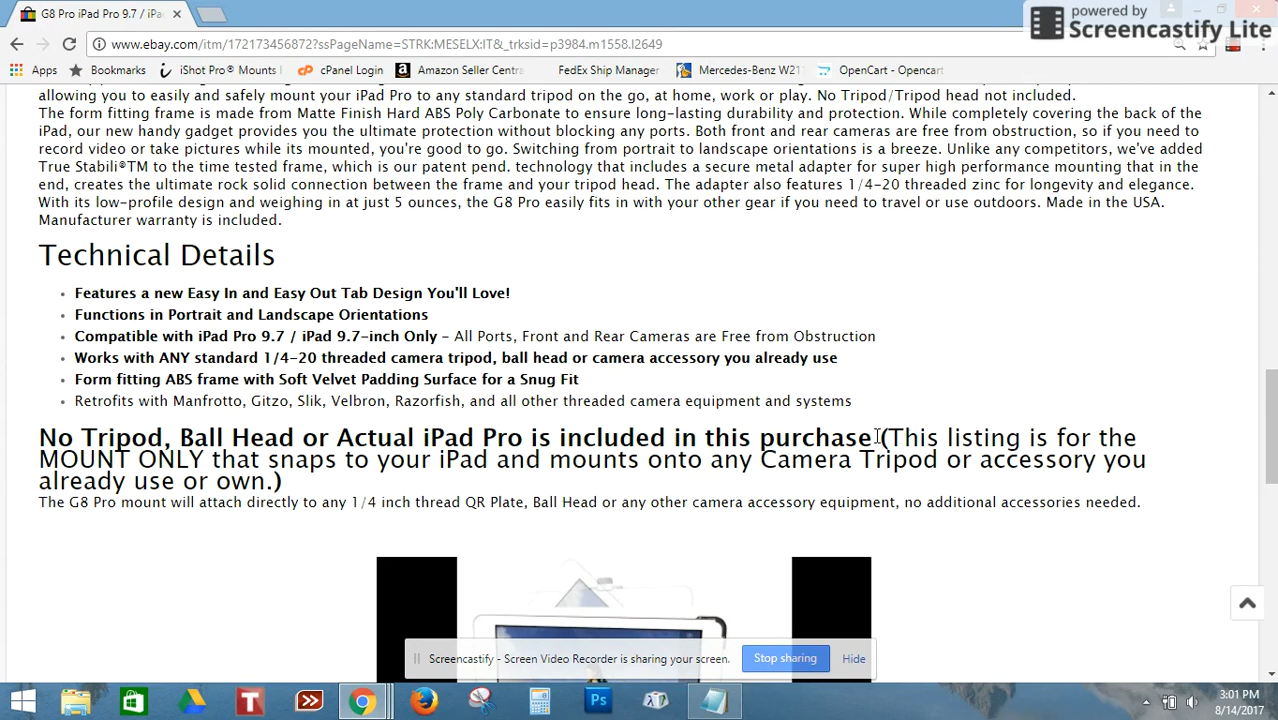 G8 Pro iPad Pro 9.7 / iPa
powered by
Screencastify Lite
www.ebay.com/itm/172173456872?ssPageName=STRK:MESELX:IT&_trksid=p3984.m1558.l2649
Apps
Bookmarks
iShot Pro® Mounts
cPanel Login
Amazon Seller Centra
FedEx Ship Manager
Mercedes-Benz W211
OpenCart - Opencart
allowing you to easily and safely mount your iPad Pro to any standard tripod on the go, at home, work or play. No Tripod/Tripod head not included.
The form fitting frame is made from Matte Finish Hard ABS Poly Carbonate to ensure long-lasting durability and protection. While completely covering the back of the
iPad, our new handy gadget provides you the ultimate protection without blocking any ports. Both front and rear cameras are free from obstruction, so if you need to
record video or take pictures while its mounted, you're good to go. Switching from portrait to landscape orientations is a breeze. Unlike any competitors, we've added
True Stabili®TM to the time tested frame, which is our patent pend. technology that includes a secure metal adapter for super high performance mounting that in the
end, creates the ultimate rock solid connection between the frame and your tripod head. The adapter also features 1/4-20 threaded zinc for longevity and elegance.
With its low-profile design and weighing in at just 5 ounces, the G8 Pro easily fits in with your other gear if you need to travel or use outdoors. Made in the USA.
Manufacturer warranty is included.
Technical Details
Features a new Easy In and Easy Out Tab Design You'll Love!
Functions in Portrait and Landscape Orientations
Compatible with iPad Pro 9.7 / iPad 9.7-inch Only - All Ports, Front and Rear Cameras are Free from Obstruction
Works with ANY standard 1/4-20 threaded camera tripod, ball head or camera accessory you already use
Form fitting ABS frame with Soft Velvet Padding Surface for a Snug Fit
Retrofits with Manfrotto, Gitzo, Slik, Velbron, Razorfish, and all other threaded camera equipment and systems
No Tripod, Ball Head or Actual iPad Pro is included in this purchase (This listing is for the
MOUNT ONLY that snaps to your iPad and mounts onto any Camera Tripod or accessory you
already use or own.)
The G8 Pro mount will attach directly to any 1/4 inch thread QR Plate, Ball Head or any other camera accessory equipment, no additional accessories needed.
Screencastify - Screen Video Recorder is sharing your screen.
Stop sharing
Hide
Ps
3:01 PM
8/14/2017